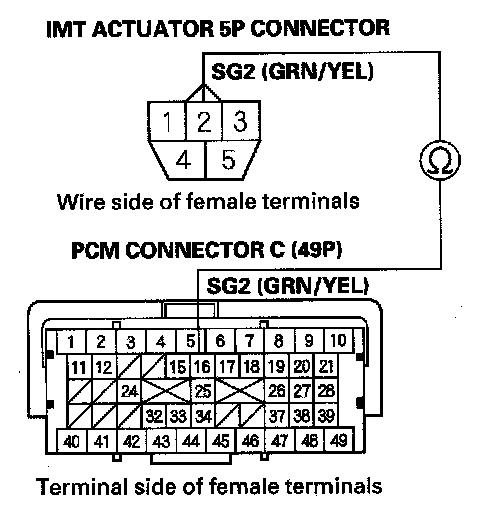 IMT ACTUATOR 5P CONNECTOR
SG2 (GRN/YEL)
1 2 3
4 5
Ω
Wire side of female terminals
PCM CONNECTOR C (49P)
SG2 (GRN/YEL)
1 2 3 4 5 6 7 8 9 10
11 12 15 16 17 18 19 20 21
24 25 26 27 28
32 33 34 37 38 39
40 41 42 43 44 45 46 47 48 49
Terminal side of female terminals